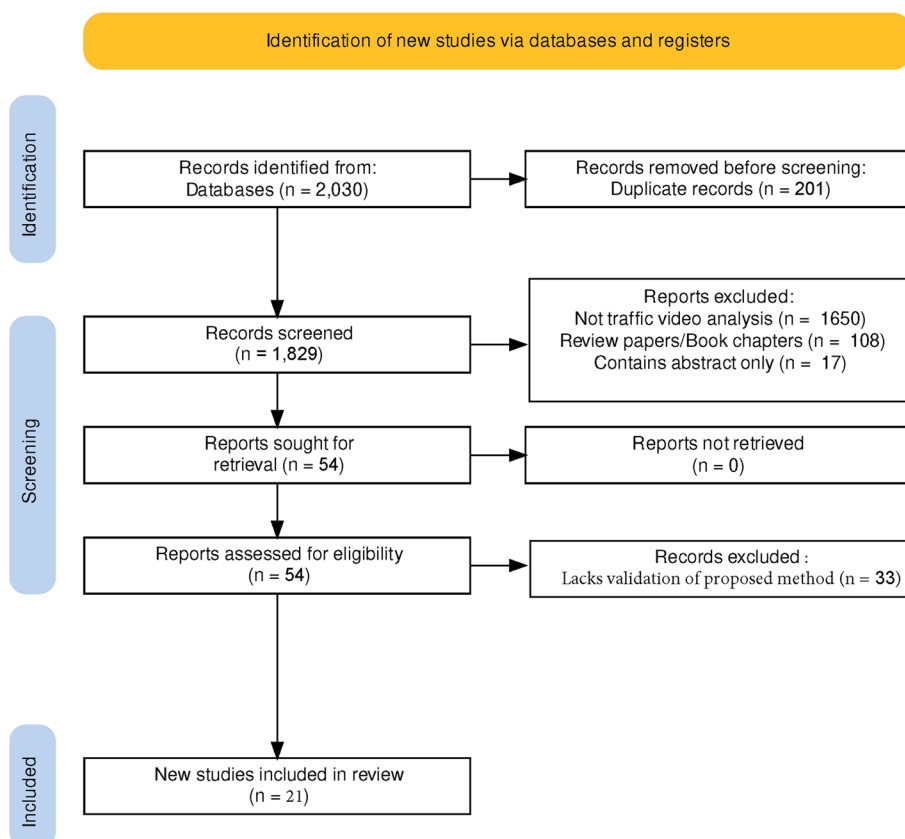 Identification of new studies via databases and registers
Identification
Records identified from:
Databases (n = 2,030)
Records removed before screening:
Duplicate records (n = 201)
Screening
Records screened
(n = 1,829)
Reports excluded:
Not traffic video analysis (n = 1650)
Review papers/Book chapters (n = 108)
Contains abstract only (n = 17)
Reports sought for
retrieval (n = 54)
Reports not retrieved
(n = 0)
Reports assessed for eligibility
(n = 54)
Records excluded :
Lacks validation of proposed method (n = 33)
Included
New studies included in review
(n = 21)